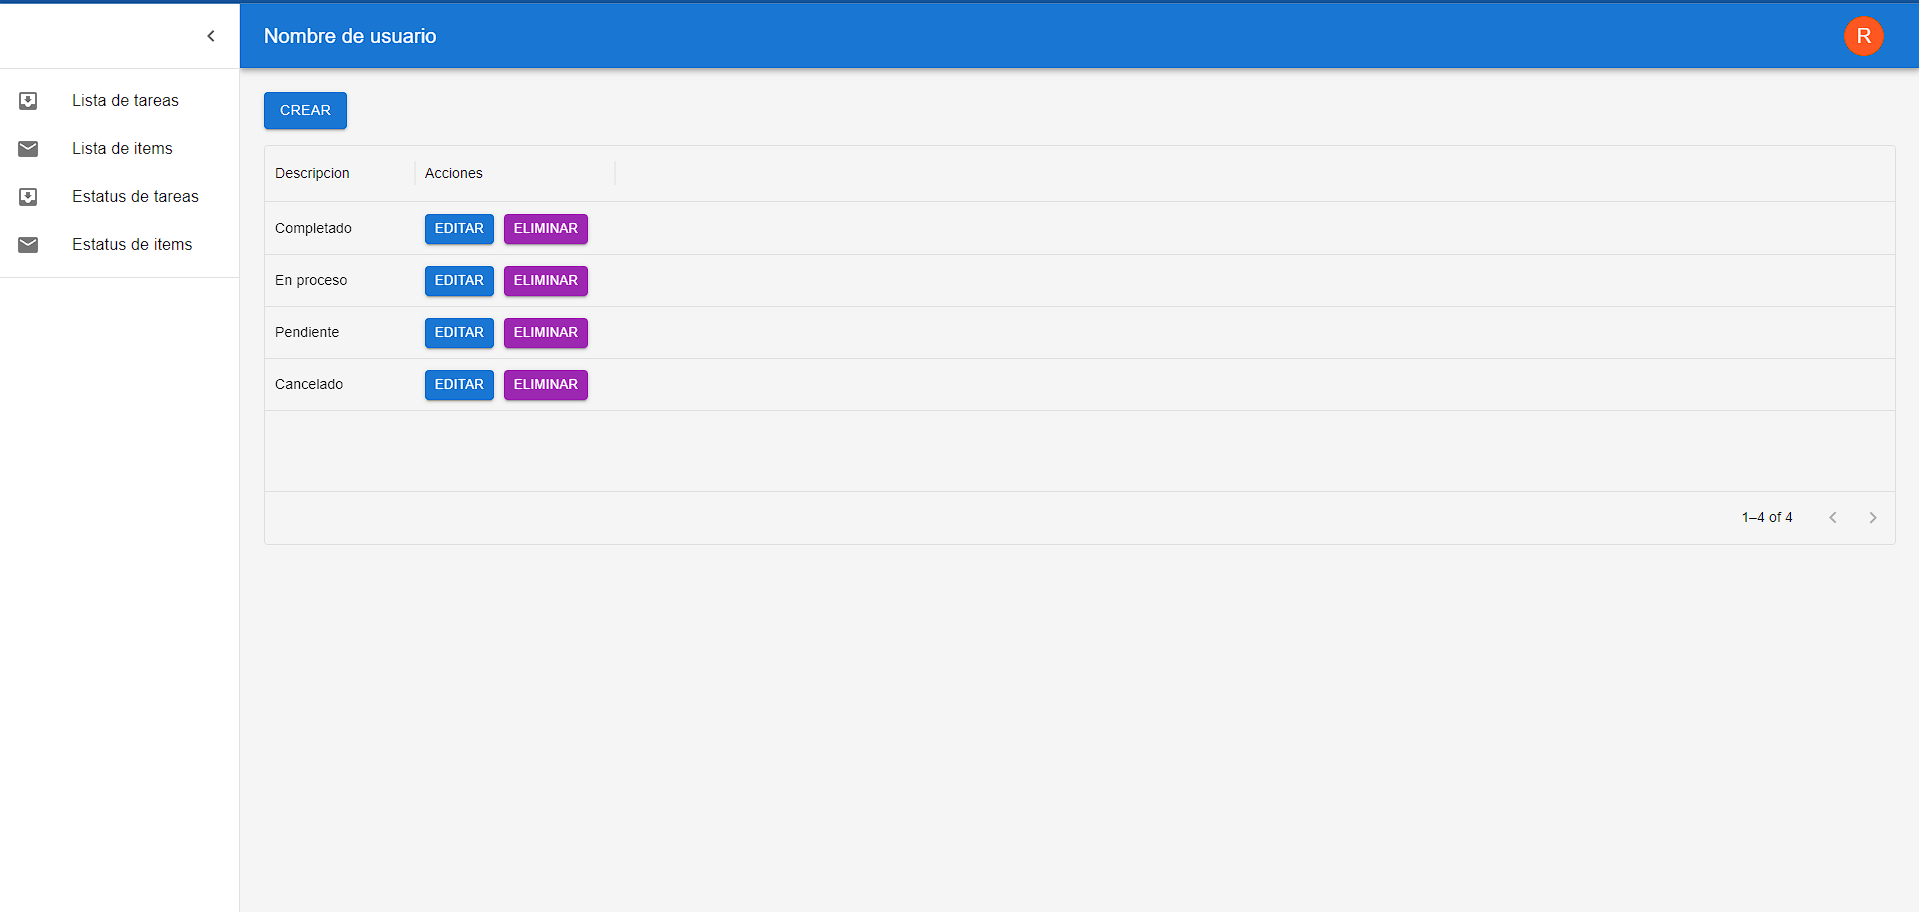 Nombre de usuario
R
Lista de tareas
Lista de items
Estatus de tareas
Estatus de items
CREAR
Descripcion Acciones
Completado EDITAR ELIMINAR
En proceso EDITAR ELIMINAR
Pendiente EDITAR ELIMINAR
Cancelado EDITAR ELIMINAR
1–4 of 4